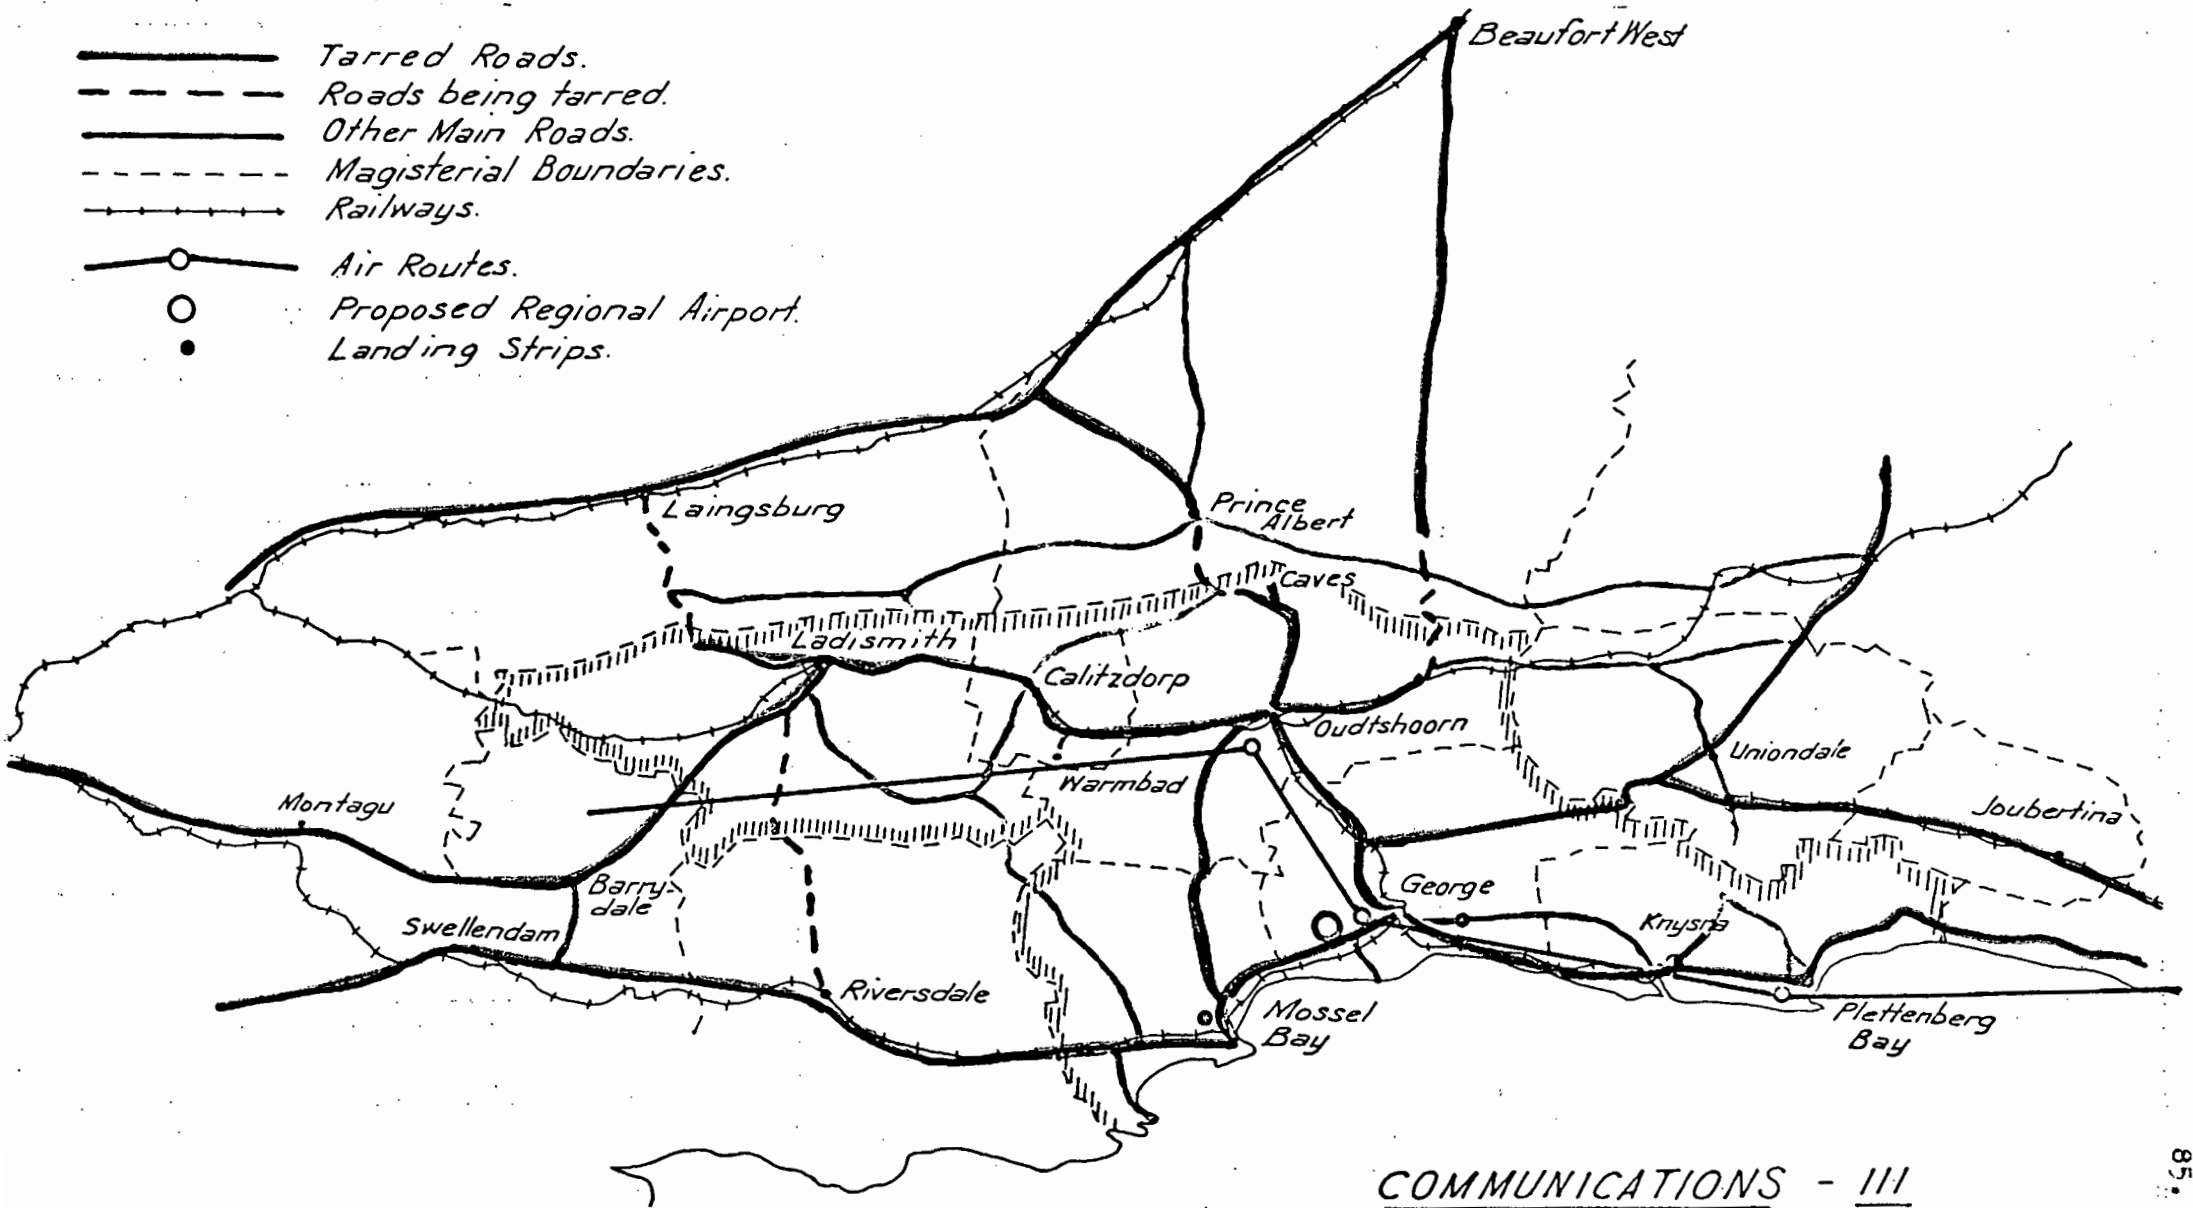 Tarred Roads.
Roads being tarred.
Other Main Roads.
Magisterial Boundaries.
Railways.
Air Routes.
Proposed Regional Airport.
Landing Strips.
Beaufort West
Laingsburg
Prince
Albert
Caves
Ladismith
Calitzdorp
Oudtshoorn
Uniondale
Warmbad
Montagu
Joubertina
Barry-
dale
George
Swellendam
Knysna
Riversdale
Mossel
Bay
Plettenberg
Bay
COMMUNICATIONS - III
85.